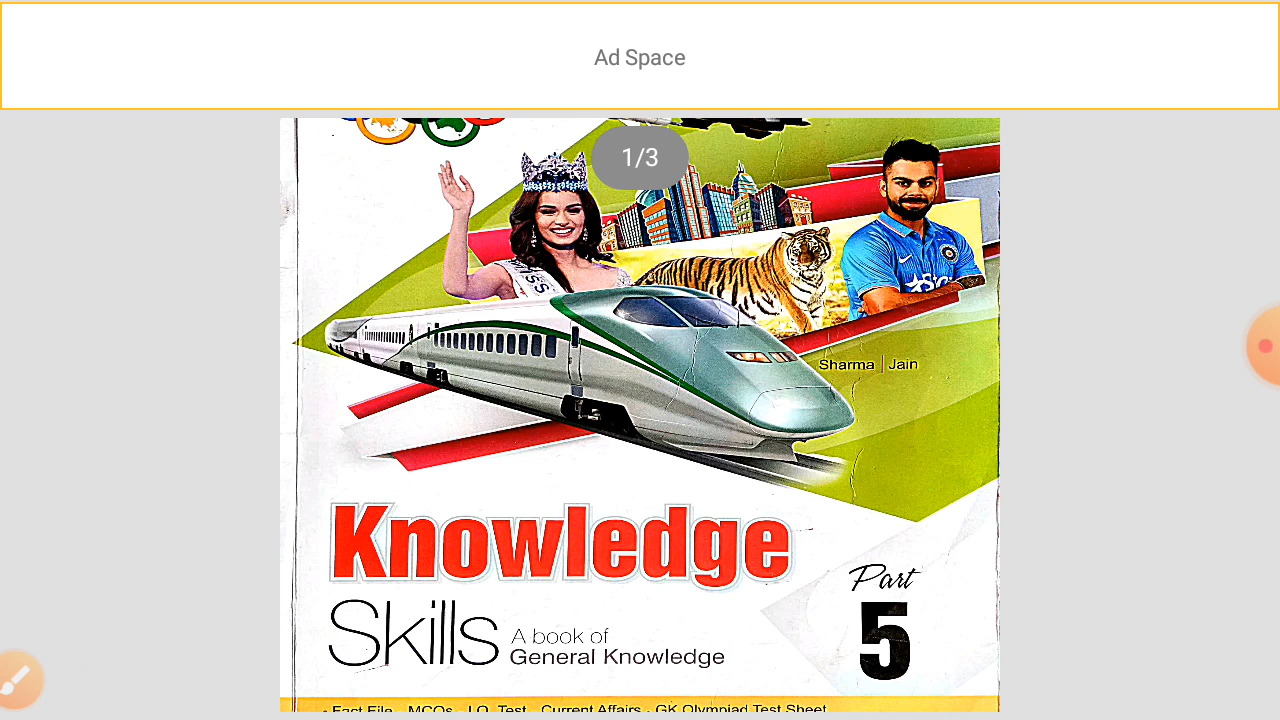 Ad Space
1/3
MISS
Sharma | Jain
Knowledge
Skills
A book of
General Knowledge
Part
5
• Fact File MCQs I.Q. Test Current Affairs • GK Olympiad Test Sheet